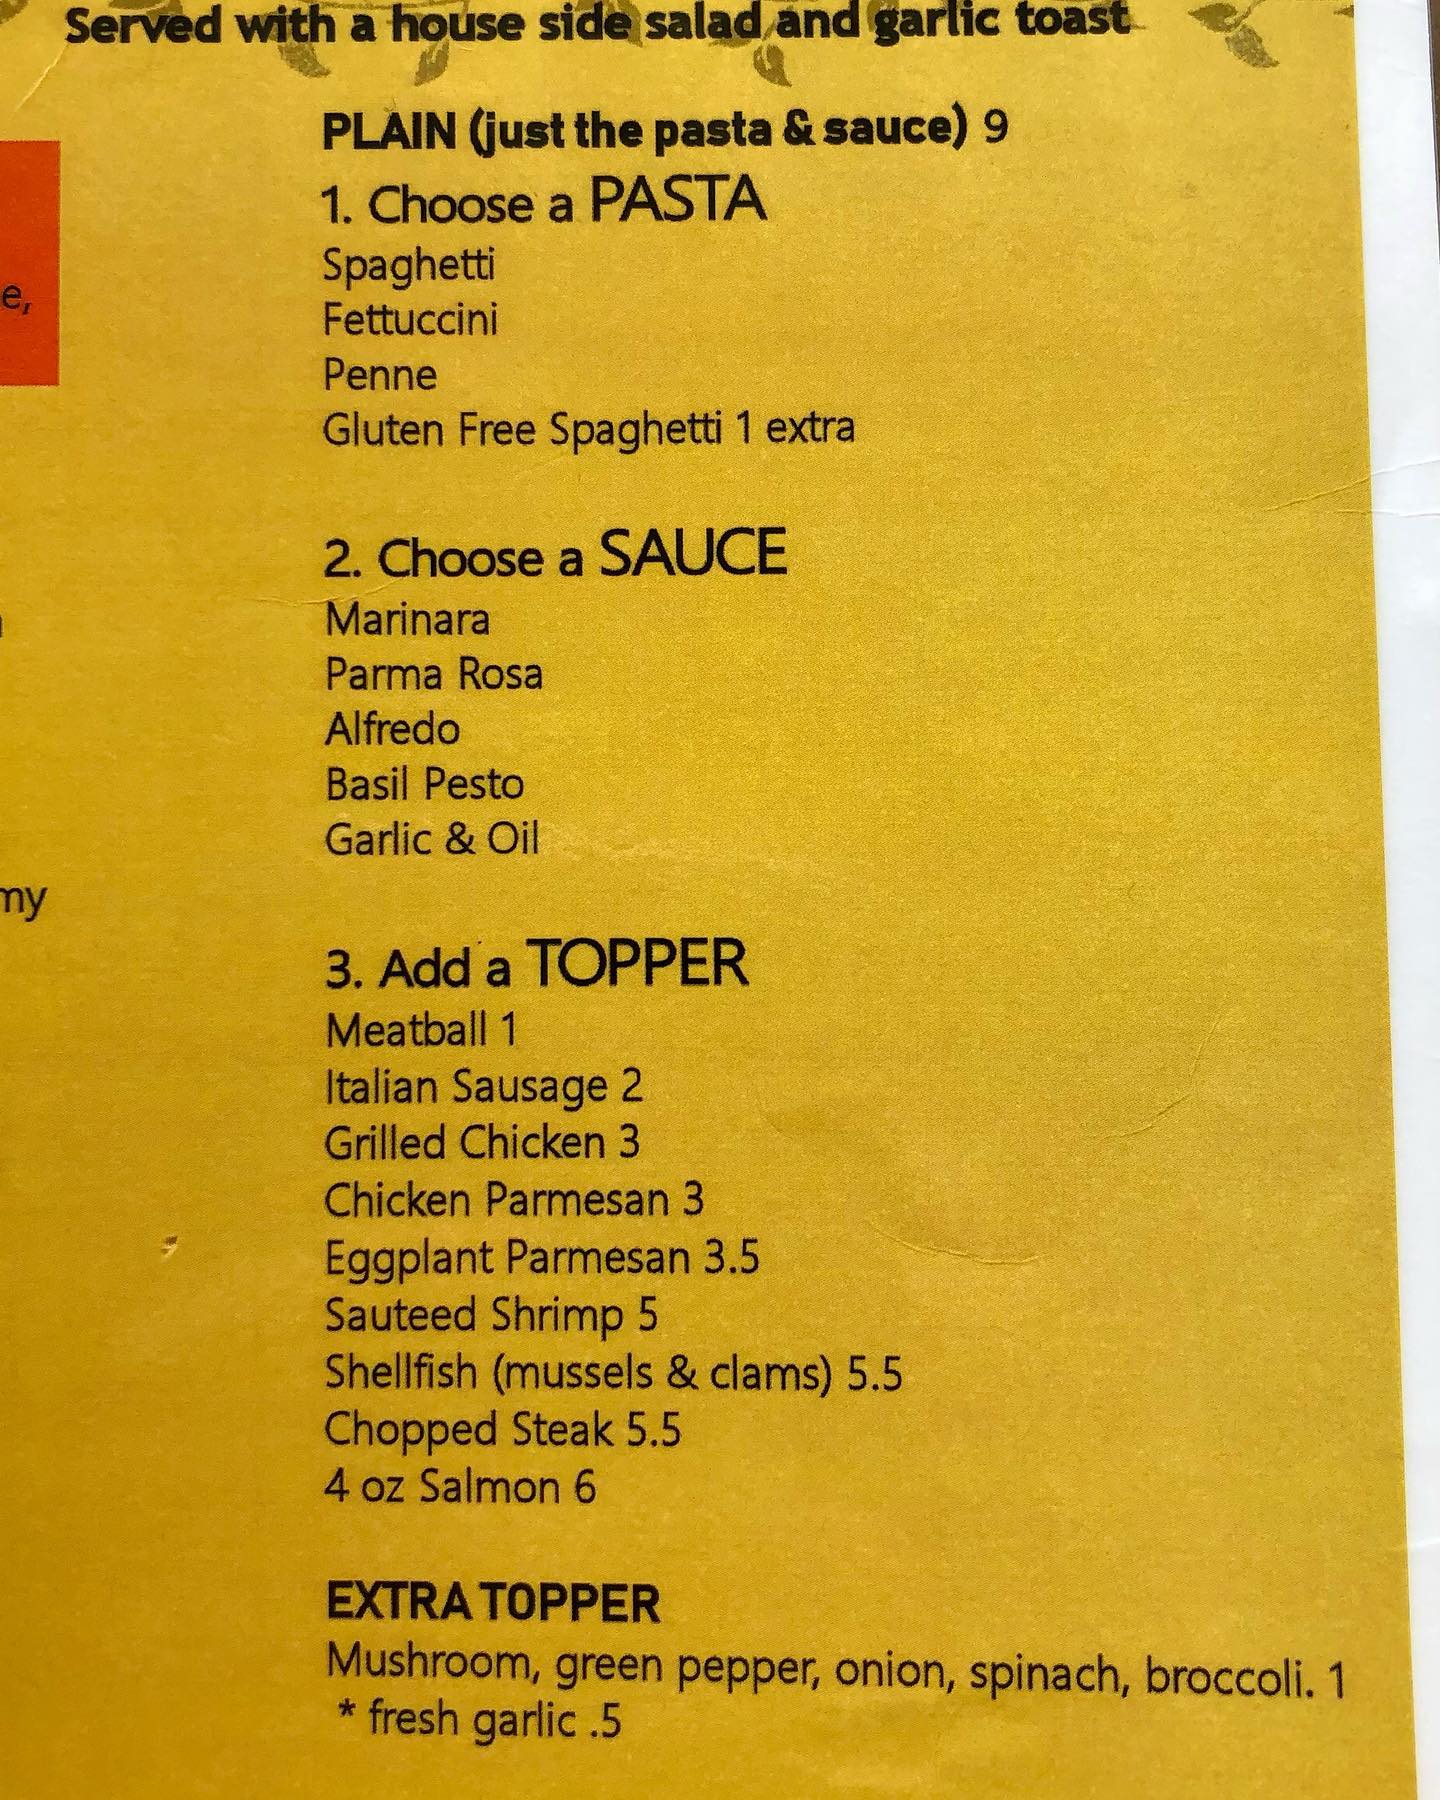 Served with a house side salad and garlic toast
PLAIN (just the pasta & sauce) 9
1. Choose a PASTA
Spaghetti
Fettuccini
Penne
Gluten Free Spaghetti 1 extra
2. Choose a SAUCE
Marinara
Parma Rosa
Alfredo
Basil Pesto
Garlic & Oil
3. Add a TOPPER
Meatball 1
Italian Sausage 2
Grilled Chicken 3
Chicken Parmesan 3
Eggplant Parmesan 3.5
Sauteed Shrimp 5
Shellfish (mussels & clams) 5.5
Chopped Steak 5.5
4 oz Salmon 6
EXTRA TOPPER
Mushroom, green pepper, onion, spinach, broccoli. 1
* fresh garlic .5